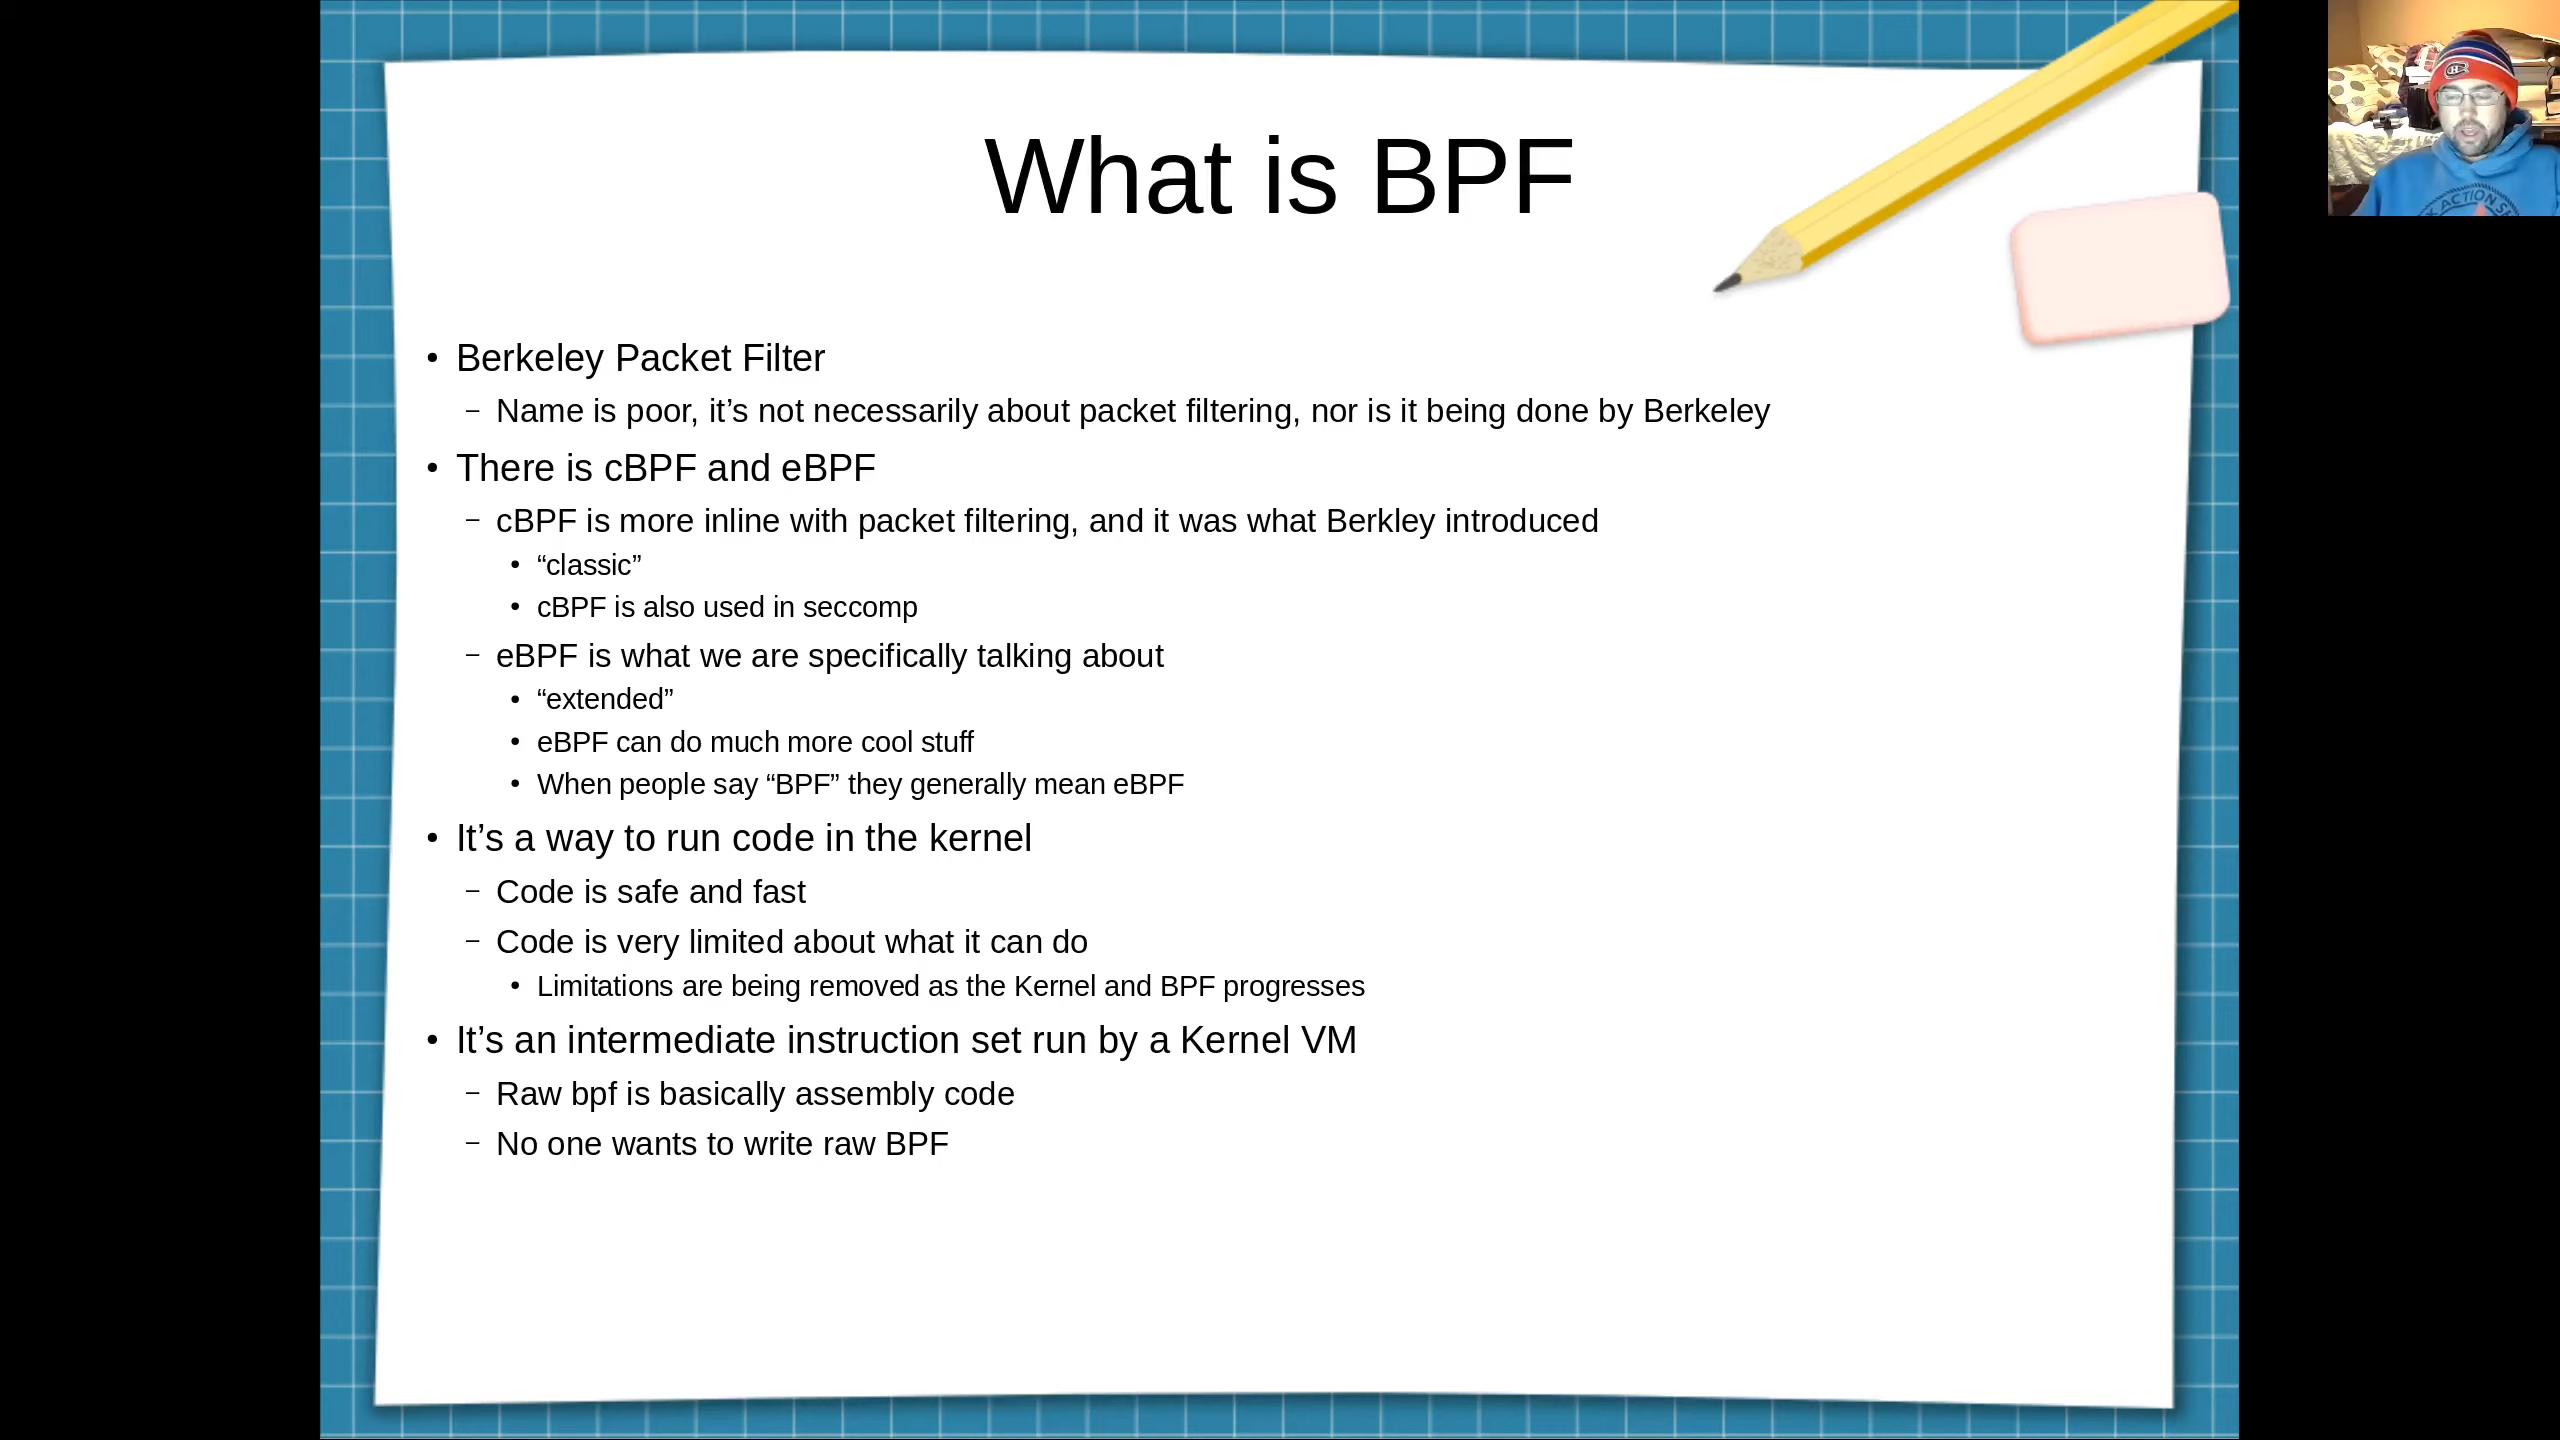 What is BPF
• Berkeley Packet Filter
– Name is poor, it’s not necessarily about packet filtering, nor is it being done by Berkeley
• There is cBPF and eBPF
– cBPF is more inline with packet filtering, and it was what Berkley introduced
• “classic”
• cBPF is also used in seccomp
– eBPF is what we are specifically talking about
• “extended”
• eBPF can do much more cool stuff
• When people say “BPF” they generally mean eBPF
• It’s a way to run code in the kernel
– Code is safe and fast
– Code is very limited about what it can do
• Limitations are being removed as the Kernel and BPF progresses
• It’s an intermediate instruction set run by a Kernel VM
– Raw bpf is basically assembly code
– No one wants to write raw BPF
ACTION